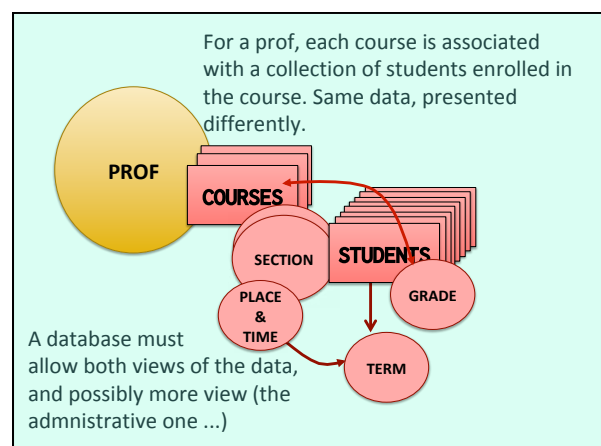 For a prof, each course is associated
with a collection of students enrolled in
the course. Same data, presented
differently.
PROF
COURSES
SECTION
STUDENTS
GRADE
PLACE
&
TIME
TERM
A database must
allow both views of the data,
and possibly more view (the
admnistrative one ...)